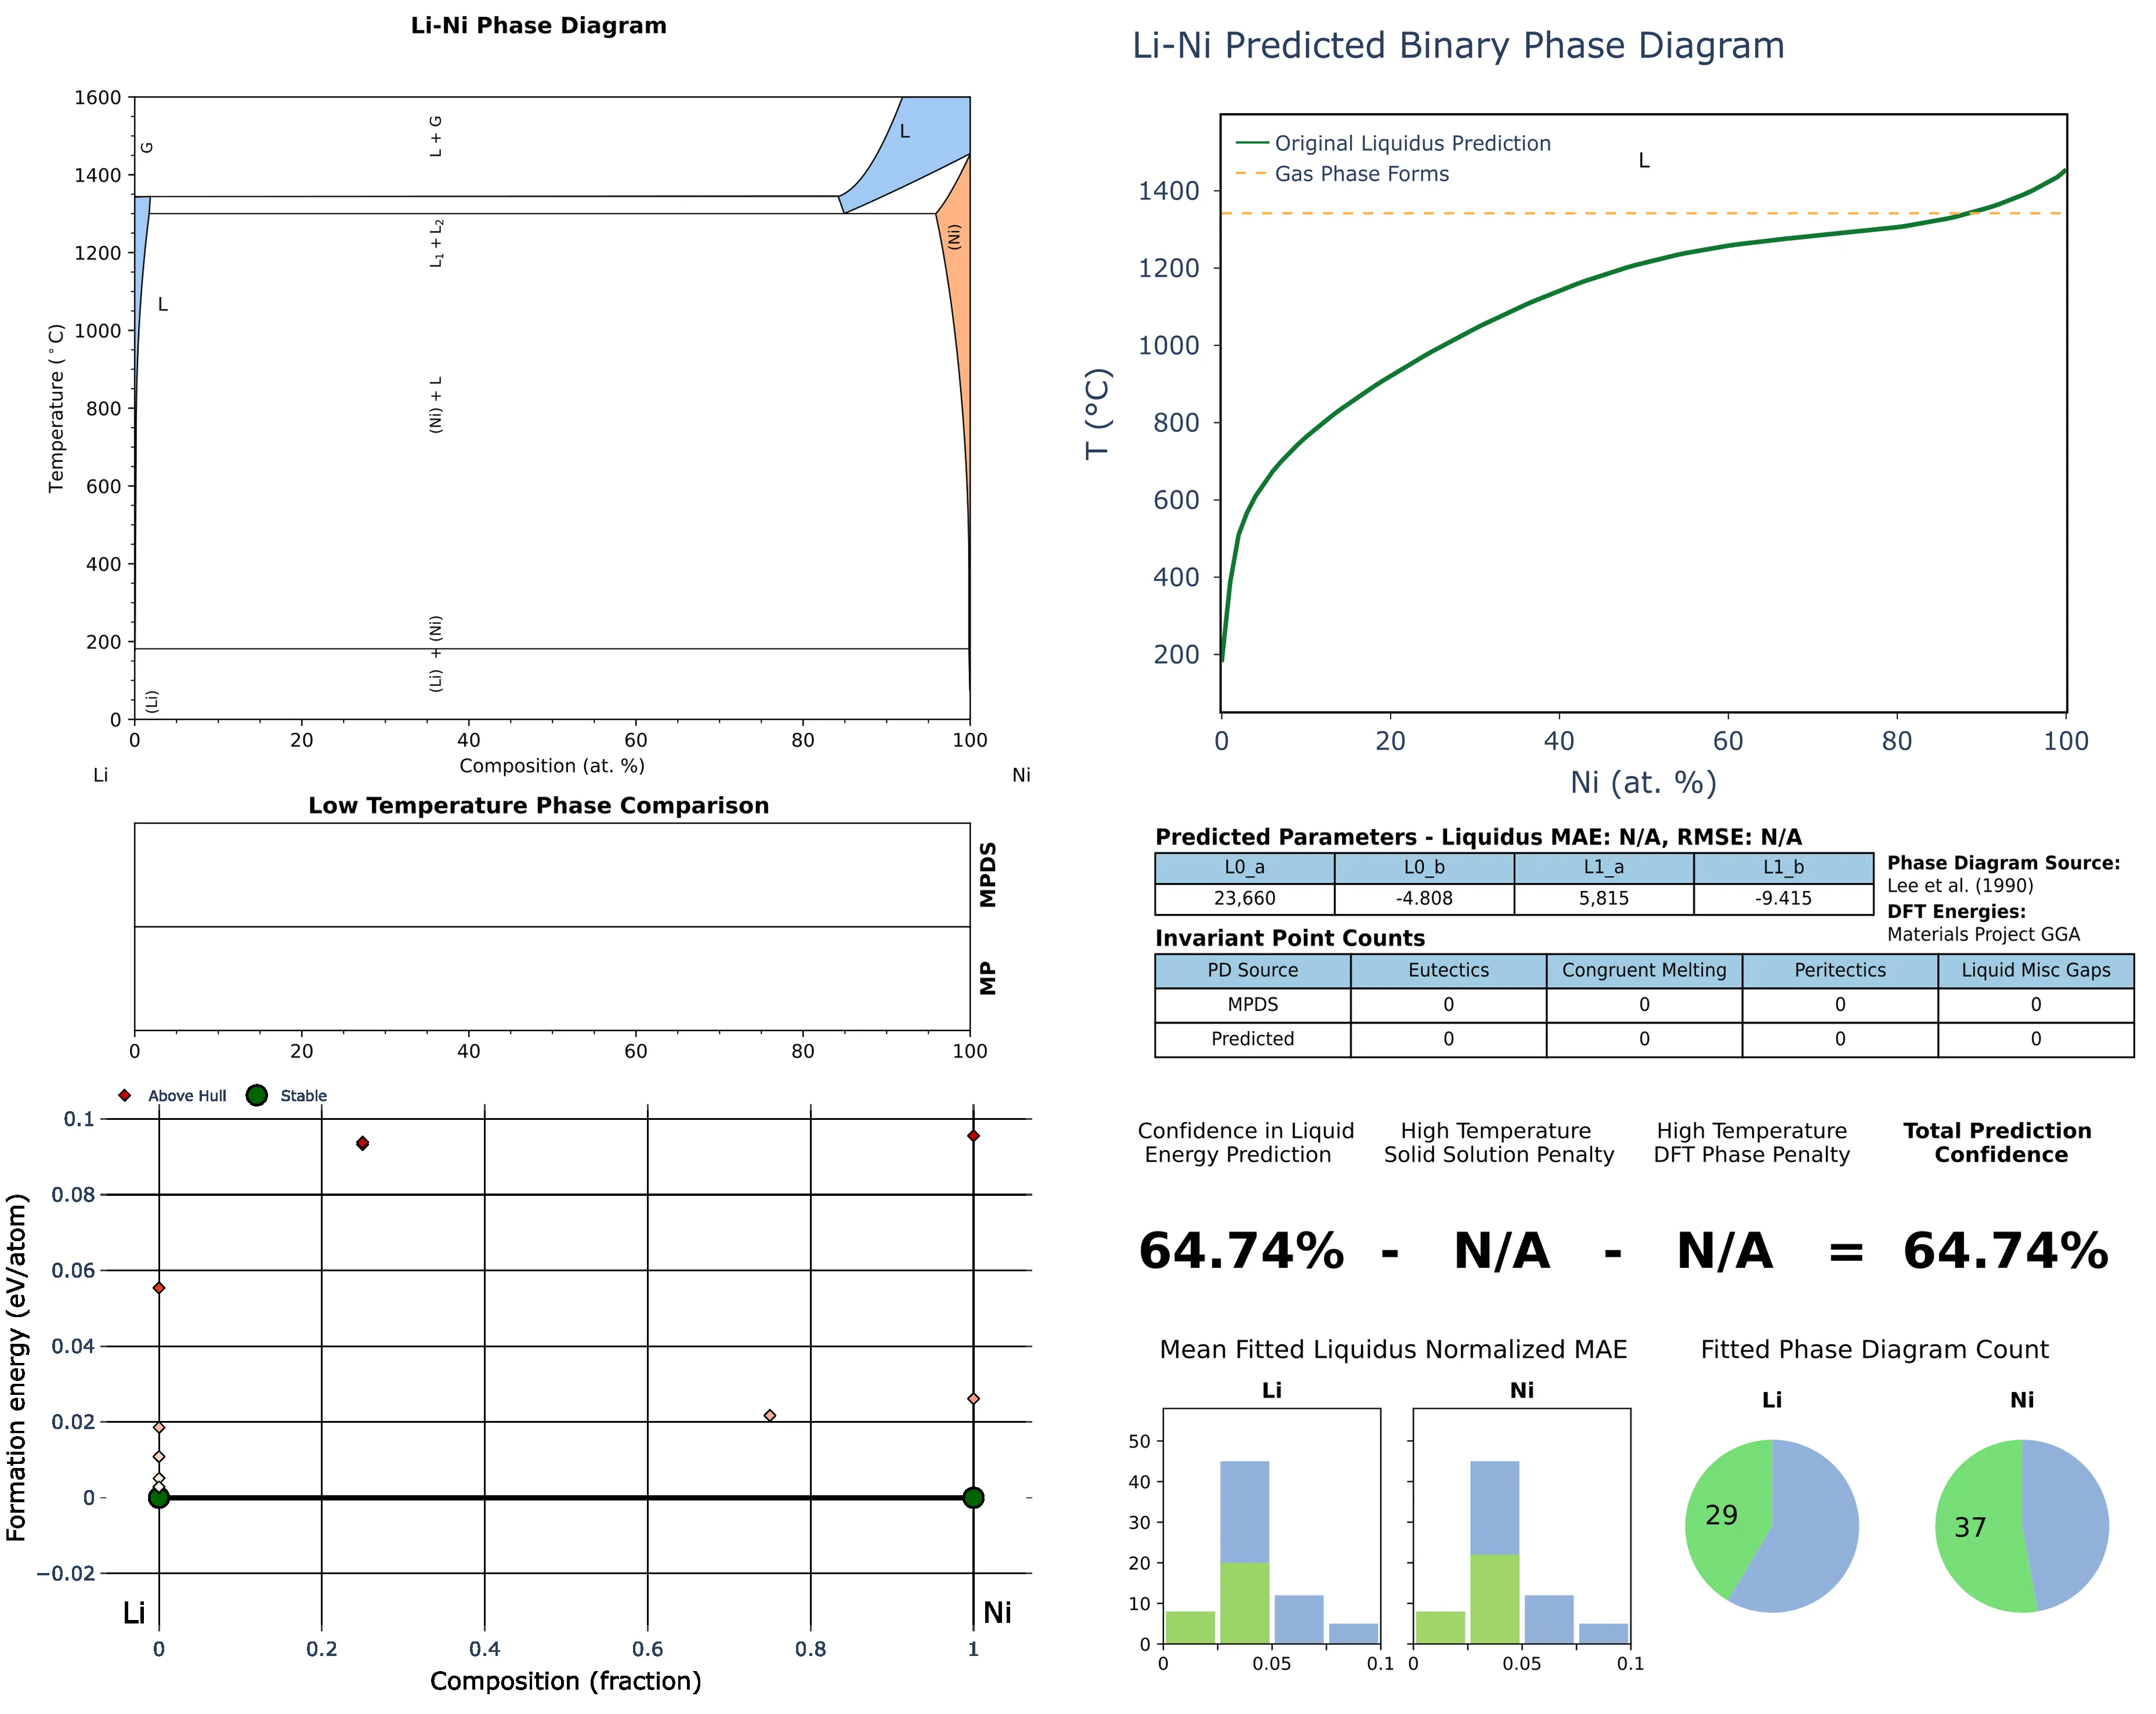 Li-Ni Phase Diagram
1600
1400
1200
1000
800
600
400
200
0
Temperature (°C)
G
L + G
L
L₁ + L₂
(Ni)
L
(Ni) + L
(Li) + (Ni)
(Li)
0 20 40 60 80 100
Composition (at. %)
Li Ni
Low Temperature Phase Comparison
MPDS
MP
0 20 40 60 80 100
Above Hull Stable
0.1
0.08
0.06
0.04
0.02
0
−0.02
Formation energy (eV/atom)
Li Ni
0 0.2 0.4 0.6 0.8 1
Composition (fraction)
Li-Ni Predicted Binary Phase Diagram
Original Liquidus Prediction
Gas Phase Forms
L
1400
1200
1000
800
600
400
200
T (°C)
0 20 40 60 80 100
Ni (at. %)
Predicted Parameters - Liquidus MAE: N/A, RMSE: N/A
L0_a L0_b L1_a L1_b
23,660 -4.808 5,815 -9.415
Phase Diagram Source:
Lee et al. (1990)
DFT Energies:
Materials Project GGA
Invariant Point Counts
PD Source Eutectics Congruent Melting Peritectics Liquid Misc Gaps
MPDS 0 0 0 0
Predicted 0 0 0 0
Confidence in Liquid
Energy Prediction
High Temperature
Solid Solution Penalty
High Temperature
DFT Phase Penalty
Total Prediction
Confidence
64.74% - N/A - N/A = 64.74%
Mean Fitted Liquidus Normalized MAE
Li Ni
50
40
30
20
10
0
0 0.05 0.1 0 0.05 0.1
Fitted Phase Diagram Count
Li Ni
29 37